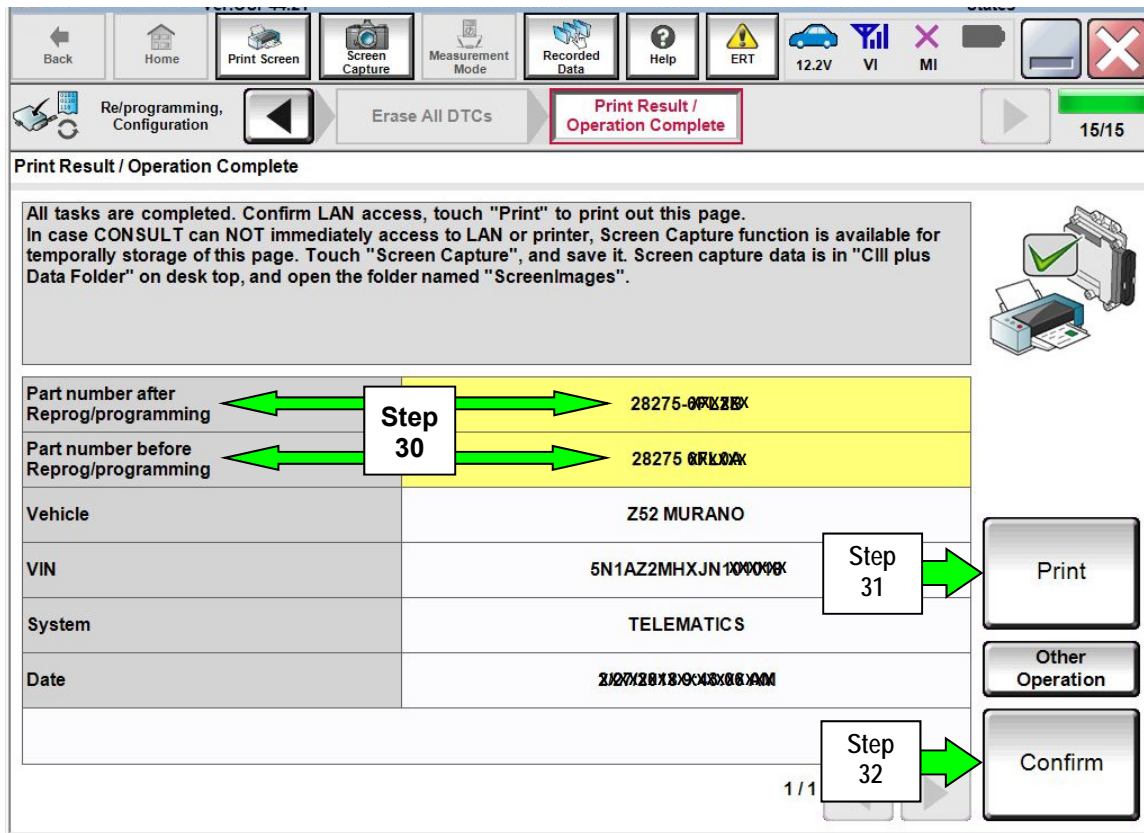 Back
Home
Print Screen
Screen
Capture
Measurement
Mode
Recorded
Data
Help
ERT
12.2V
VI
MI
Re/programming,
Configuration
Erase All DTCs
Print Result /
Operation Complete
15/15
Print Result / Operation Complete
All tasks are completed. Confirm LAN access, touch "Print" to print out this page.
In case CONSULT can NOT immediately access to LAN or printer, Screen Capture function is available for
temporally storage of this page. Touch "Screen Capture", and save it. Screen capture data is in "CIII plus
Data Folder" on desk top, and open the folder named "ScreenImages".
Part number after
Reprog/programming
Step
30
28275-
Part number before
Reprog/programming
28275
Vehicle
Z52 MURANO
VIN
5N1AZ2MHXJN1
Step
31
Print
System
TELEMATICS
Other
Operation
Date
Step
32
Confirm
1/1